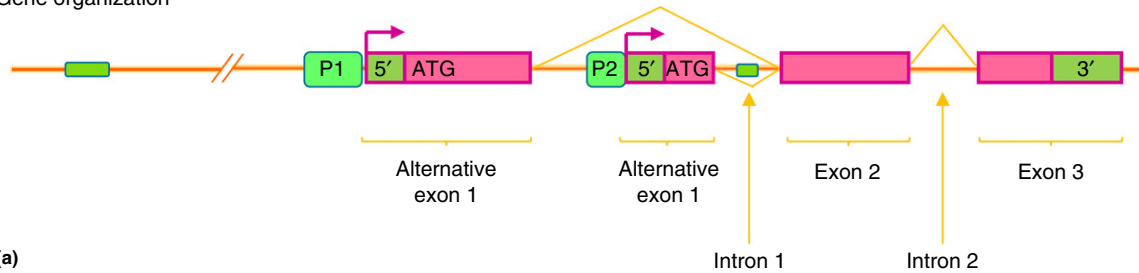 Gene organization
P1
5′ ATG
P2
5′ ATG
3′
Alternative
exon 1
Alternative
exon 1
Exon 2
Exon 3
(a)
Intron 1
Intron 2